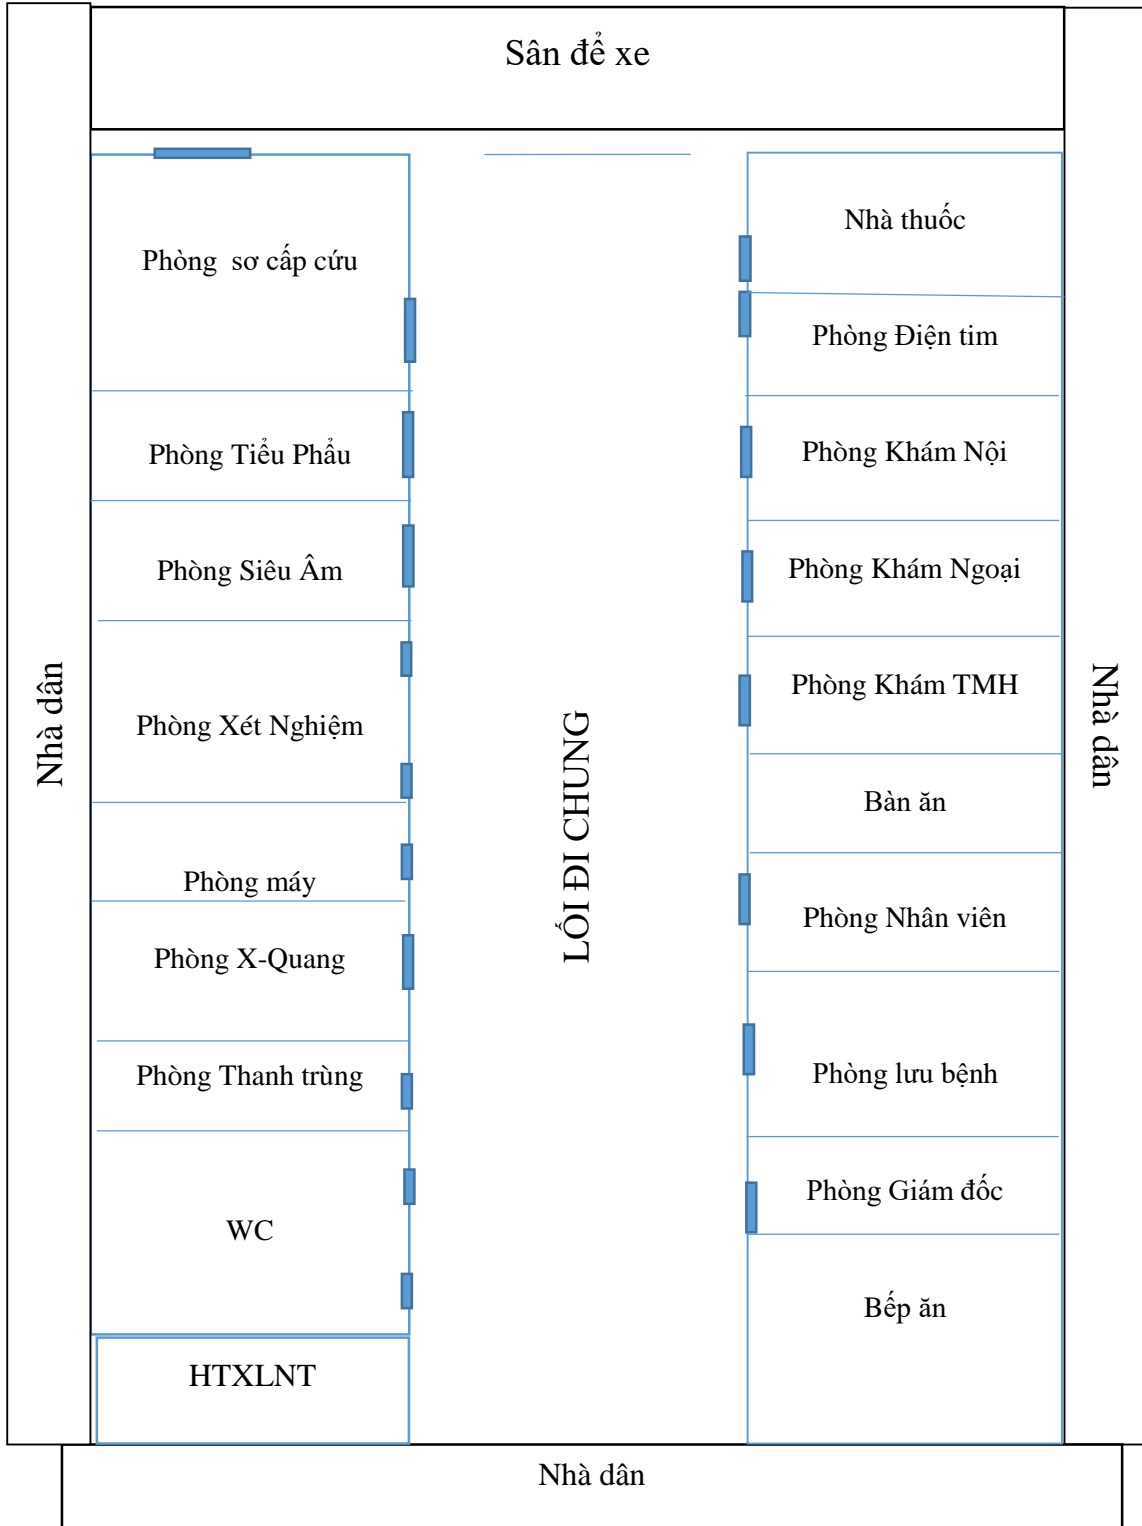 Sân để xe
Phòng sơ cấp cứu
Phòng Tiểu Phẩu
Phòng Siêu Âm
Phòng Xét Nghiệm
Phòng máy
Phòng X-Quang
Phòng Thanh trùng
WC
HTXLNT
Nhà dân
LỐI ĐI CHUNG
Nhà thuốc
Phòng Điện tim
Phòng Khám Nội
Phòng Khám Ngoại
Phòng Khám TMH
Bàn ăn
Phòng Nhân viên
Phòng lưu bệnh
Phòng Giám đốc
Bếp ăn
Nhà dân
Nhà dân